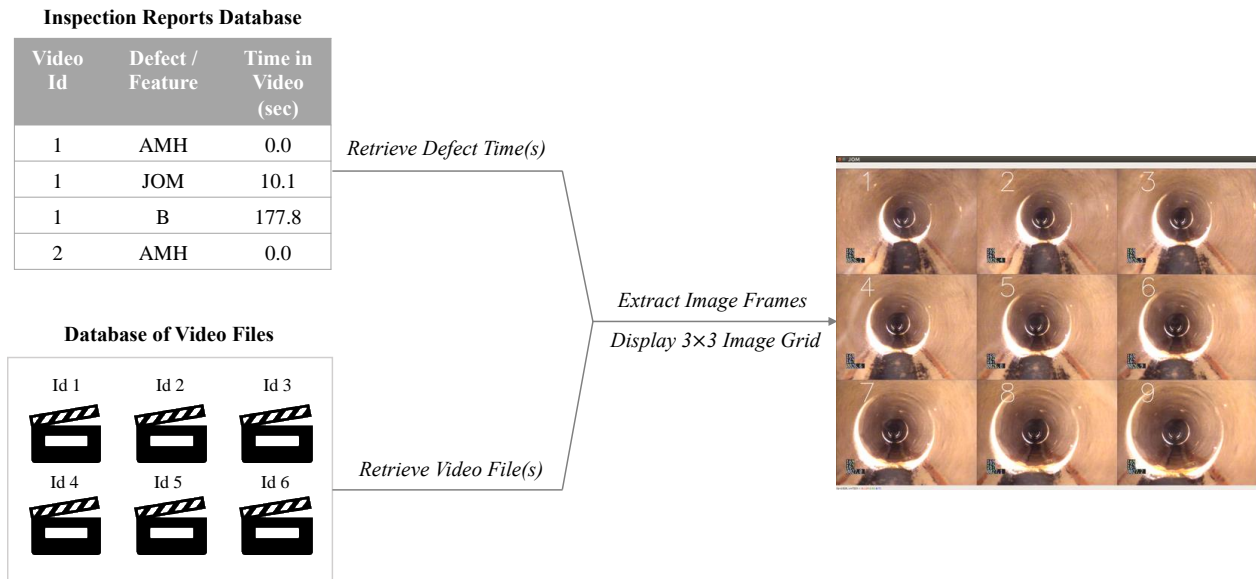 Inspection Reports Database
Video Id Defect / Feature Time in Video (sec)
1 AMH 0.0
1 JOM 10.1
1 B 177.8
2 AMH 0.0
Retrieve Defect Time(s)
Database of Video Files
Id 1 Id 2 Id 3
Id 4 Id 5 Id 6
Retrieve Video File(s)
Extract Image Frames
Display 3×3 Image Grid
JOM
1 2 3
4 5 6
7 8 9